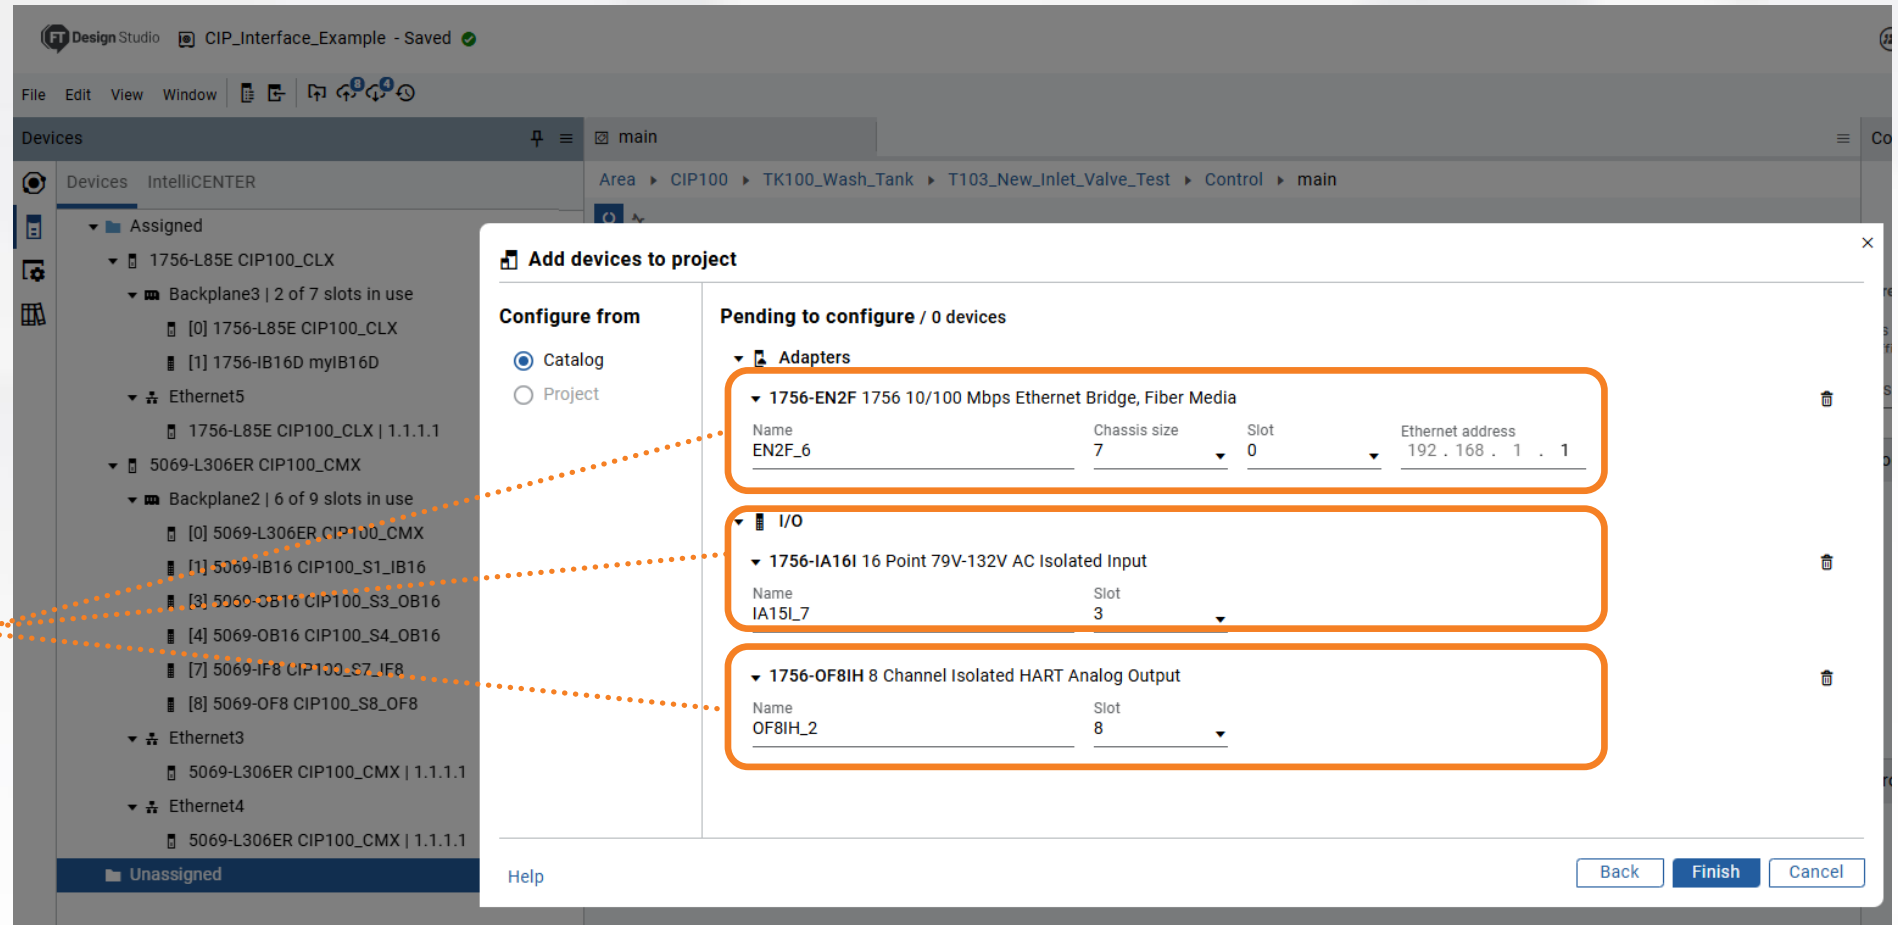 FT Design Studio CIP_Interface_Example - Saved
File Edit View Window 8 4
Devices
main
Co
Devices IntelliCENTER
Area CIP100 TK100_Wash_Tank T103_New_Inlet_Valve_Test Control main
Assigned
1756-L85E CIP100_CLX
Backplane3 | 2 of 7 slots in use
[0] 1756-L85E CIP100_CLX
[1] 1756-IB16D myIB16D
Ethernet5
1756-L85E CIP100_CLX | 1.1.1.1
5069-L306ER CIP100_CMX
Backplane2 | 6 of 9 slots in use
[0] 5069-L306ER CIP100_CMX
[1] 5069-IB16 CIP100_S1_IB16
[3] 5069-OB16 CIP100_S3_OB16
[4] 5069-OB16 CIP100_S4_OB16
[7] 5069-IF8 CIP100_S7_IF8
[8] 5069-OF8 CIP100_S8_OF8
Ethernet3
5069-L306ER CIP100_CMX | 1.1.1.1
Ethernet4
5069-L306ER CIP100_CMX | 1.1.1.1
Unassigned
Add devices to project
Configure from
Catalog
Project
Pending to configure / 0 devices
Adapters
1756-EN2F 1756 10/100 Mbps Ethernet Bridge, Fiber Media
Name Chassis size Slot Ethernet address
EN2F_6 7 0 192 . 168 . 1 . 1
I/O
1756-IA16I 16 Point 79V-132V AC Isolated Input
Name Slot
IA15I_7 3
1756-OF8IH 8 Channel Isolated HART Analog Output
Name Slot
OF8IH_2 8
Help
Back Finish Cancel